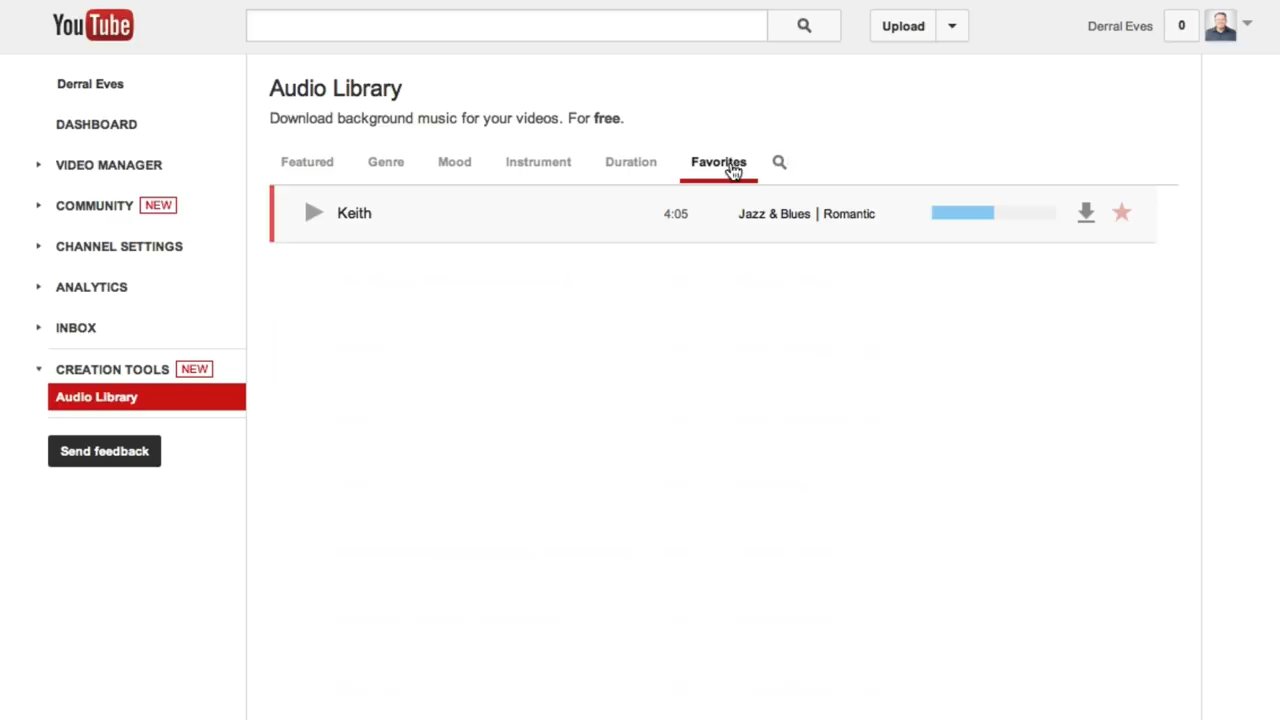 YouTube
Upload
Derral Eves
0
Derral Eves
DASHBOARD
VIDEO MANAGER
COMMUNITY NEW
CHANNEL SETTINGS
ANALYTICS
INBOX
CREATION TOOLS NEW
Audio Library
Send feedback
Audio Library
Download background music for your videos. For free.
Featured Genre Mood Instrument Duration Favorites
Keith 4:05 Jazz & Blues | Romantic